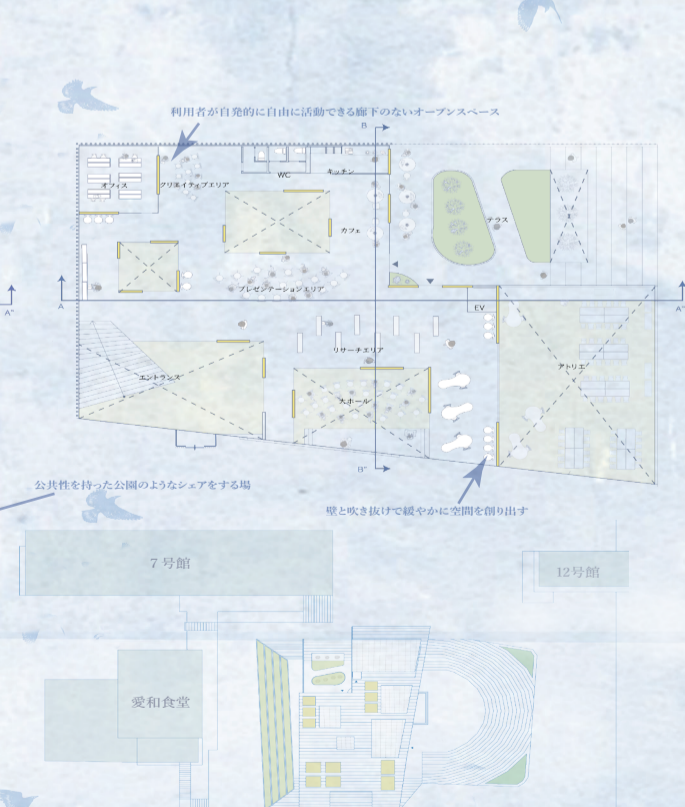 利用者が自発的に自由に活動できる廊下のないオープンスペース
B
オフィス
クリエイティブエリア
WC
キッチン
カフェ
テラス
プレゼンテーションエリア
A"
A
EV
A"
リサーチエリア
エントランス
大ホール
アトリエ
B"
公共性を持った公園のようなシェアをする場
壁と吹き抜けで緩やかに空間を創り出す
7号館
12号館
愛和食堂